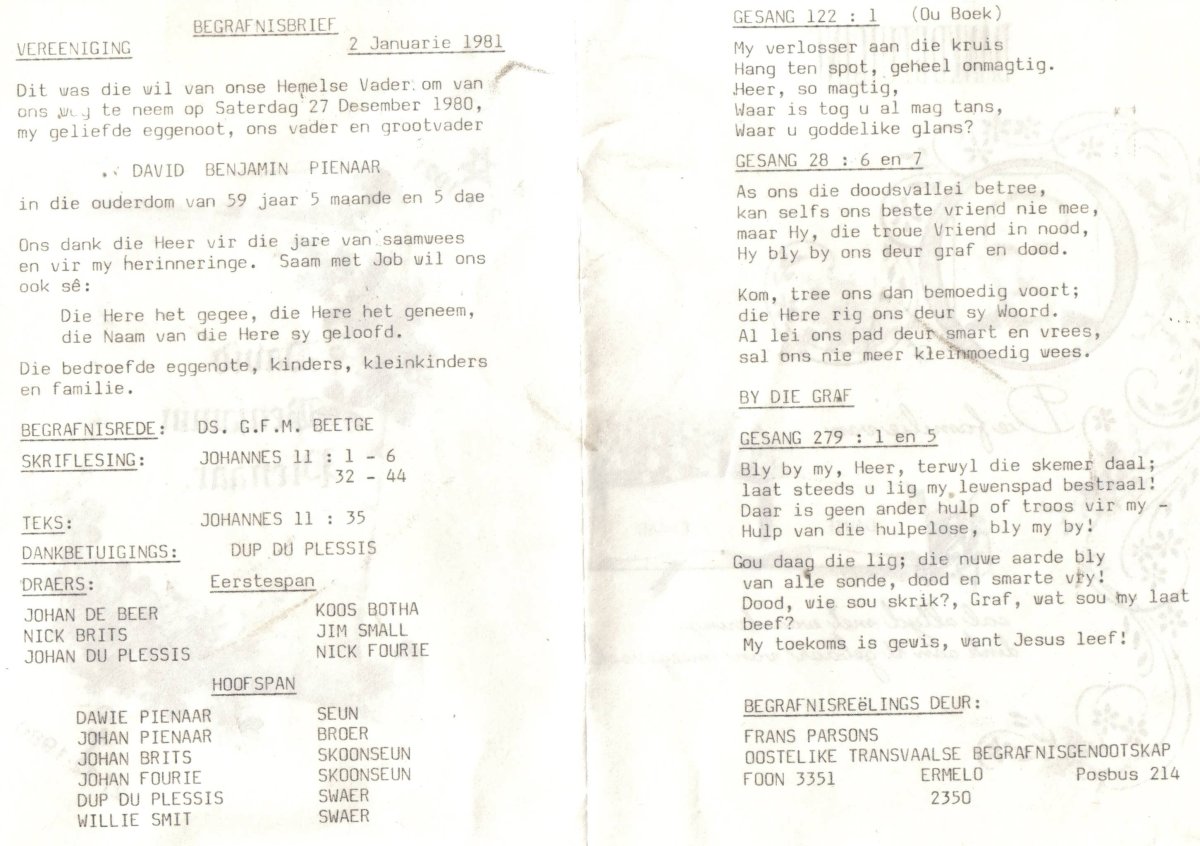 BEGRAFNISBRIEF
VEREENIGING 2 Januarie 1981
Dit was die wil van onse Hemelse Vader om van
ons weg te neem op Saterdag 27 Desember 1980,
my geliefde eggenoot, ons vader en grootvader
DAVID BENJAMIN PIENAAR
in die ouderdom van 59 jaar 5 maande en 5 dae
Ons dank die Heer vir die jare van saamwees
en vir my herinneringe. Saam met Job wil ons
ook sê:
Die Here het gegee, die Here het geneem,
die Naam van die Here sy geloofd.
Die bedroefde eggenote, kinders, kleinkinders
en familie.
BEGRAFNISREDE: DS. G.F.M. BEETGE
SKRIFLESING: JOHANNES 11 : 1 - 6
32 - 44
TEKS: JOHANNES 11 : 35
DANKBETUIGINGS: DUP DU PLESSIS
DRAERS: Eerstespan
JOHAN DE BEER KOOS BOTHA
NICK BRITS JIM SMALL
JOHAN DU PLESSIS NICK FOURIE
HOOFSPAN
DAWIE PIENAAR SEUN
JOHAN PIENAAR BROER
JOHAN BRITS SKOONSEUN
JOHAN FOURIE SKOONSEUN
DUP DU PLESSIS SWAER
WILLIE SMIT SWAER
GESANG 122 : 1 (Ou Boek)
My verlosser aan die kruis
Hang ten spot, geheel onmagtig.
Heer, so magtig,
Waar is tog u al mag tans,
Waar u goddelike glans?
GESANG 28 : 6 en 7
As ons die doodsvallei betree,
kan selfs ons beste vriend nie mee,
maar Hy, die troue Vriend in nood,
Hy bly by ons deur graf en dood.
Kom, tree ons dan bemoedig voort;
die Here rig ons deur sy Woord.
Al lei ons pad deur smart en vrees,
sal ons nie meer kleinmoedig wees.
BY DIE GRAF
GESANG 279 : 1 en 5
Bly by my, Heer, terwyl die skemer daal;
laat steeds u lig my lewenspad bestraal!
Daar is geen ander hulp of troos vir my -
Hulp van die hulpelose, bly my by!
Gou daag die lig; die nuwe aarde bly
van alle sonde, dood en smarte vry!
Dood, wie sou skrik?, Graf, wat sou my laat
beef?
My toekoms is gewis, want Jesus leef!
BEGRAFNISREëLINGS DEUR:
FRANS PARSONS
OOSTELIKE TRANSVAALSE BEGRAFNISGENOOTSKAP
FOON 3351 ERMELO Posbus 214
2350